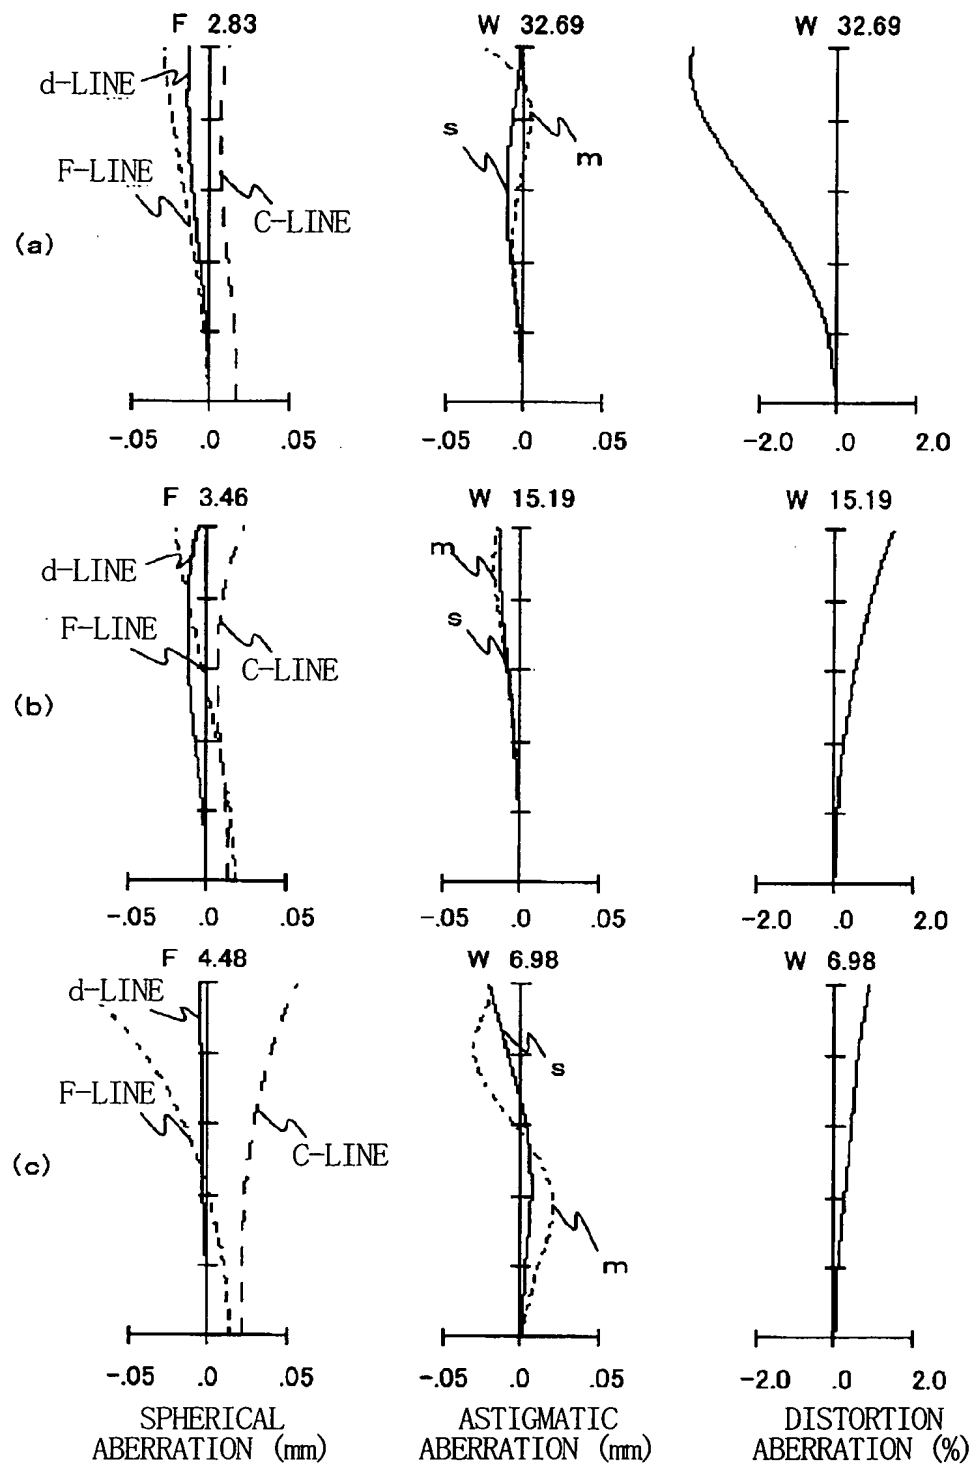 F 2.83 W 32.69 W 32.69
d-LINE
F-LINE
C-LINE
s
m
(a)
-.05 .0 .05 -.05 .0 .05 -2.0 .0 2.0
F 3.46 W 15.19 W 15.19
d-LINE
F-LINE
C-LINE
m
s
(b)
-.05 .0 .05 -.05 .0 .05 -2.0 .0 2.0
F 4.48 W 6.98 W 6.98
d-LINE
F-LINE
C-LINE
s
m
(c)
-.05 .0 .05 -.05 .0 .05 -2.0 .0 2.0
SPHERICAL ASTIGMATIC DISTORTION
ABERRATION (mm) ABERRATION (mm) ABERRATION (%)